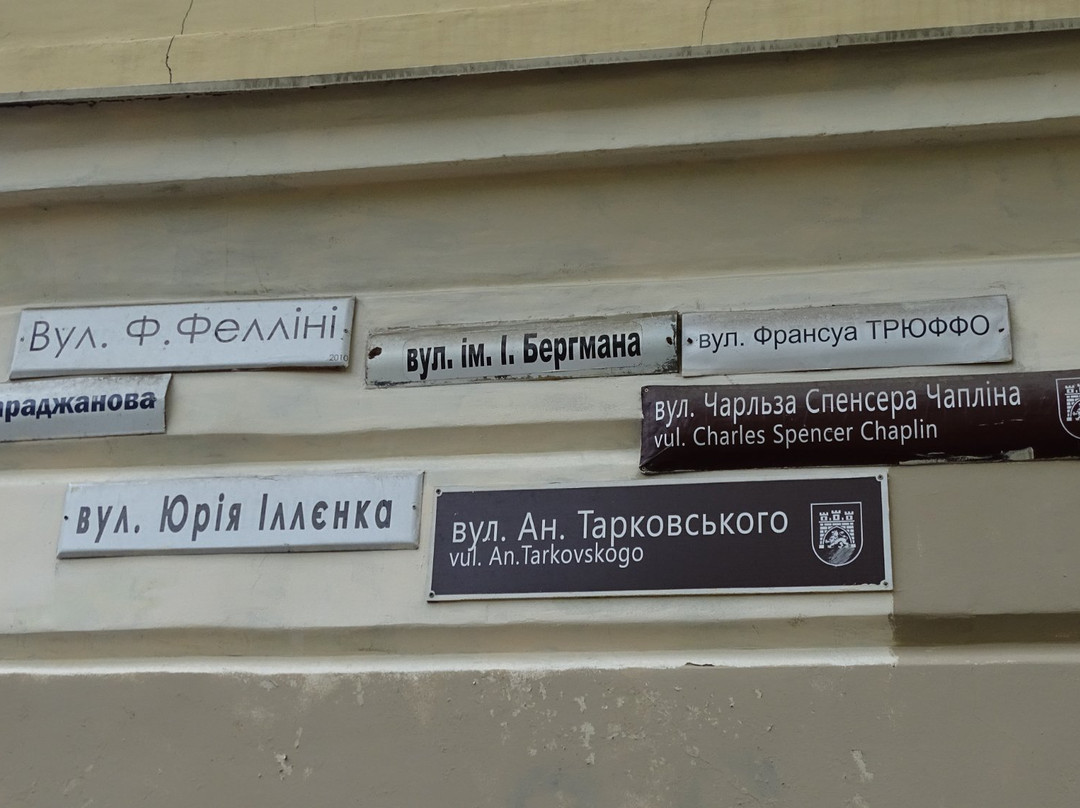 Вул. Ф.Фелліні
2010
вул. ім. І. Бергмана
вул. Франсуа ТРЮФФО
араджанова
вул. Чарльза Спенсера Чапліна
vul. Charles Spencer Chaplin
вул. Юрія Іллєнка
вул. Ан. Тарковського
vul. An.Tarkovskogo